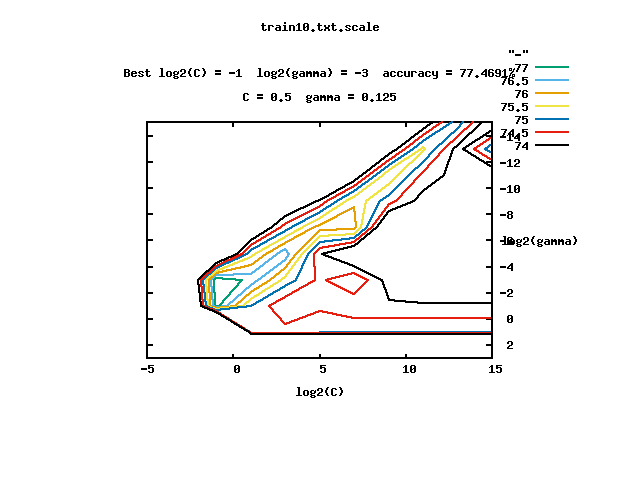 train10.txt.scale
"-"
Best log2(C) = -1 log2(gamma) = -3 accuracy = 77.4691%
77
76.5
C = 0.5 gamma = 0.125
76
75.5
75
74.5
74
-14
-12
-10
-8
-6
log2(gamma)
-4
-2
0
2
-5 0 5 10 15
log2(C)